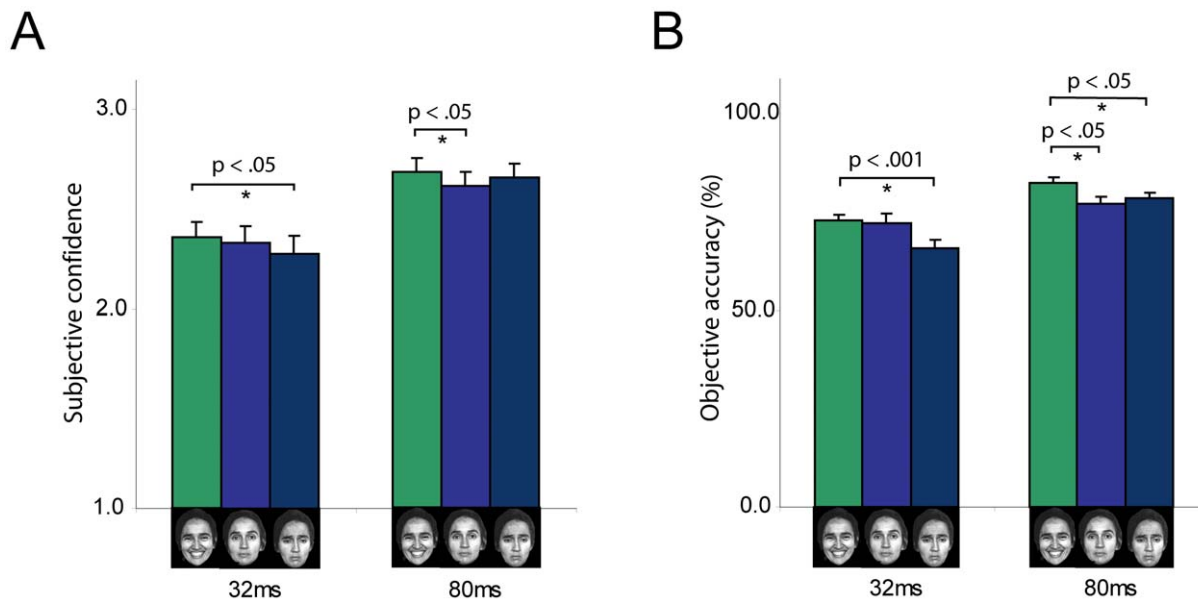 A
Subjective confidence
3.0
2.0
1.0
p < .05
*
p < .05
*
32ms
80ms
B
Objective accuracy (%)
100.0
50.0
0.0
p < .001
*
p < .05
*
p < .05
*
32ms
80ms